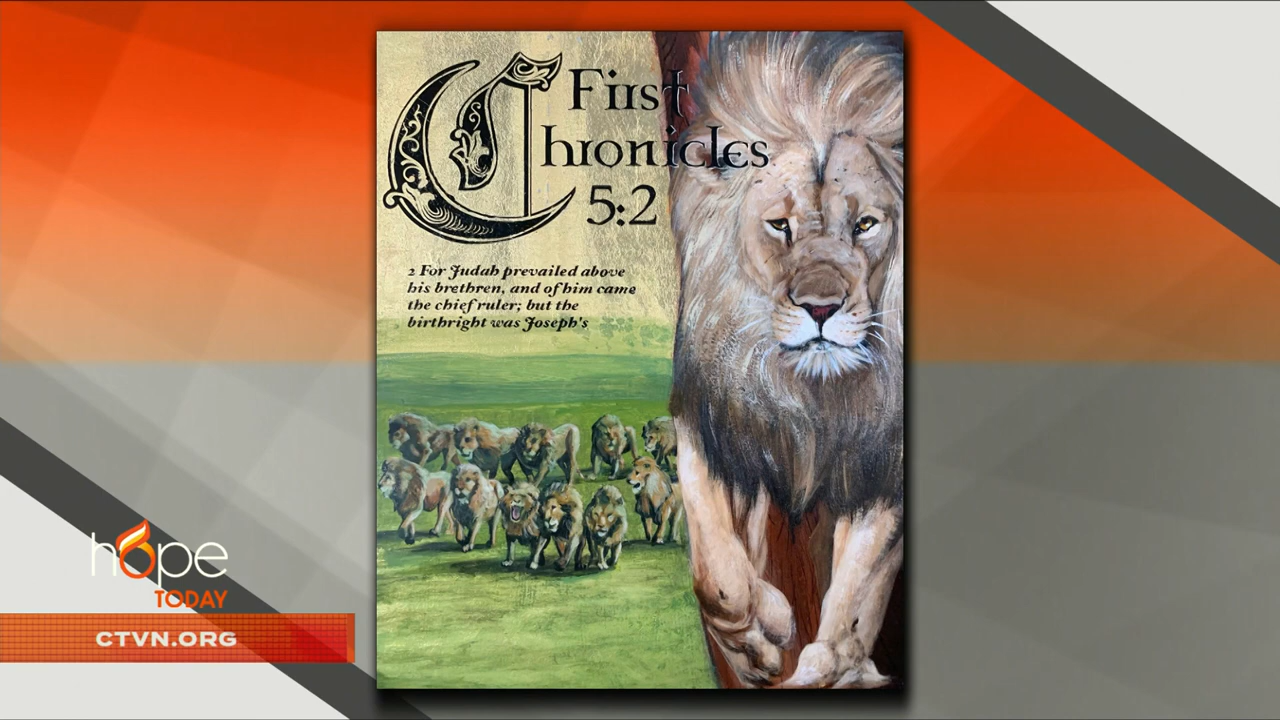 C
First
Chronicles
5:2
2 For Judah prevailed above
his brethren, and of him came
the chief ruler; but the
birthright was Joseph's
hope
TODAY
CTVN.ORG